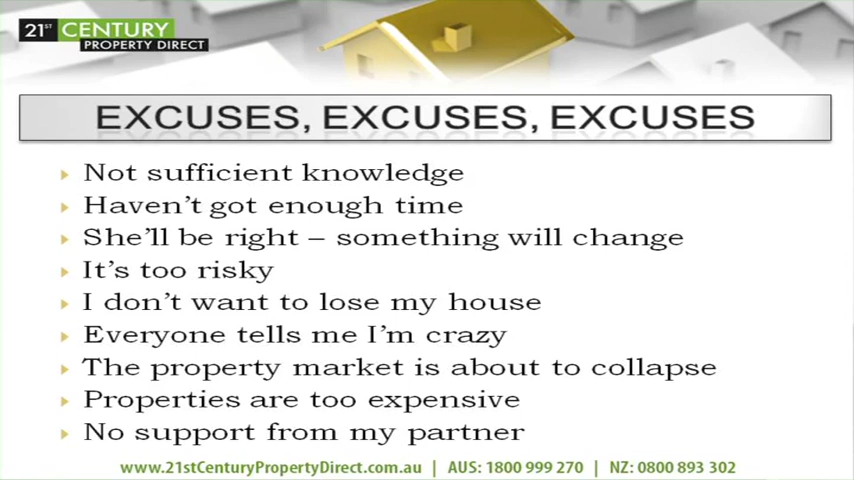 21ST CENTURY
PROPERTY DIRECT
EXCUSES, EXCUSES, EXCUSES
Not sufficient knowledge
Haven't got enough time
She'll be right – something will change
It's too risky
I don't want to lose my house
Everyone tells me I'm crazy
The property market is about to collapse
Properties are too expensive
No support from my partner
www.21stCenturyPropertyDirect.com.au | AUS: 1800 999 270 | NZ: 0800 893 302